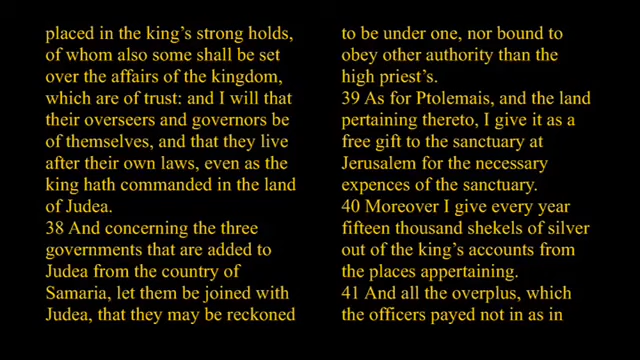 placed in the king's strong holds,
of whom also some shall be set
over the affairs of the kingdom,
which are of trust: and I will that
their overseers and governors be
of themselves, and that they live
after their own laws, even as the
king hath commanded in the land
of Judea.
38 And concerning the three
governments that are added to
Judea from the country of
Samaria, let them be joined with
Judea, that they may be reckoned
to be under one, nor bound to
obey other authority than the
high priest's.
39 As for Ptolemais, and the land
pertaining thereto, I give it as a
free gift to the sanctuary at
Jerusalem for the necessary
expences of the sanctuary.
40 Moreover I give every year
fifteen thousand shekels of silver
out of the king's accounts from
the places appertaining.
41 And all the overplus, which
the officers payed not in as in